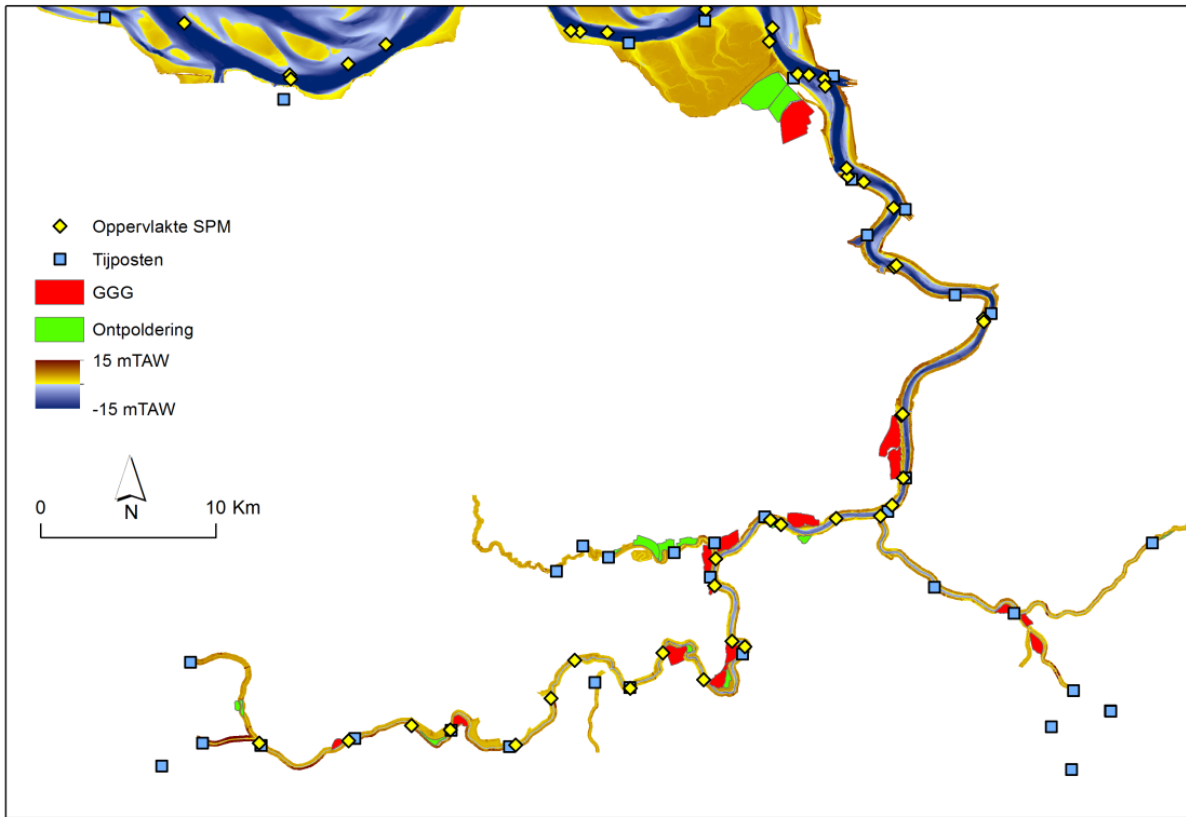 Oppervlakte SPM
Tijposten
GGG
Ontpoldering
15 mTAW
-15 mTAW
0 10 Km
N